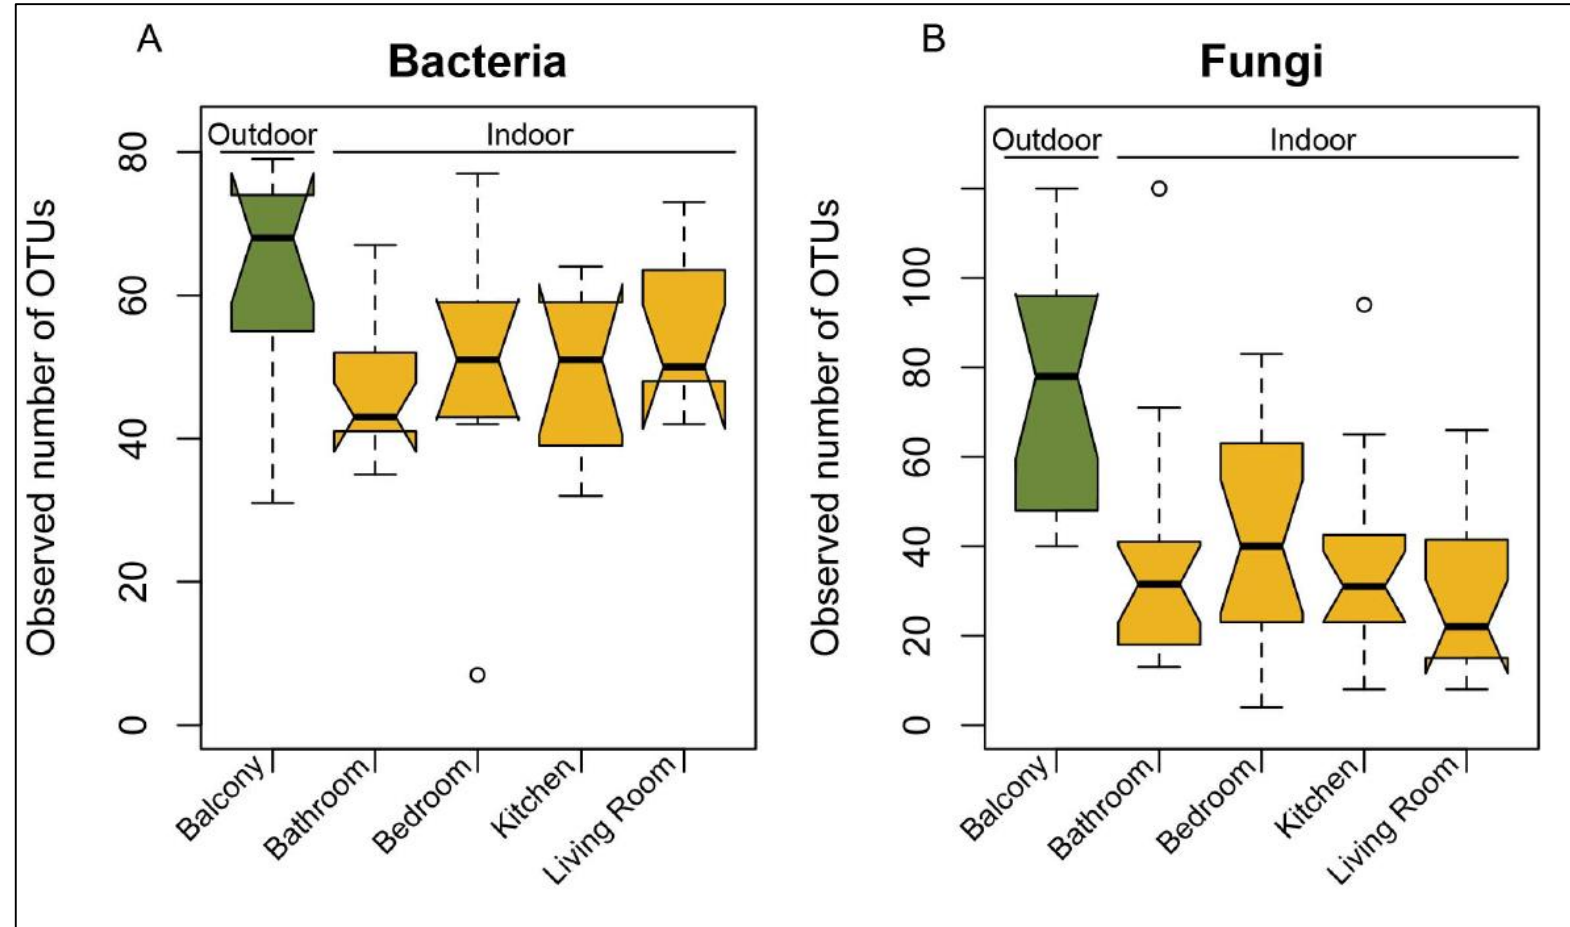 A
Bacteria
Outdoor
Indoor
Observed number of OTUs
80
60
40
20
0
Balcony
Bathroom
Bedroom
Kitchen
Living Room
B
Fungi
Outdoor
Indoor
Observed number of OTUs
100
80
60
40
20
0
Balcony
Bathroom
Bedroom
Kitchen
Living Room